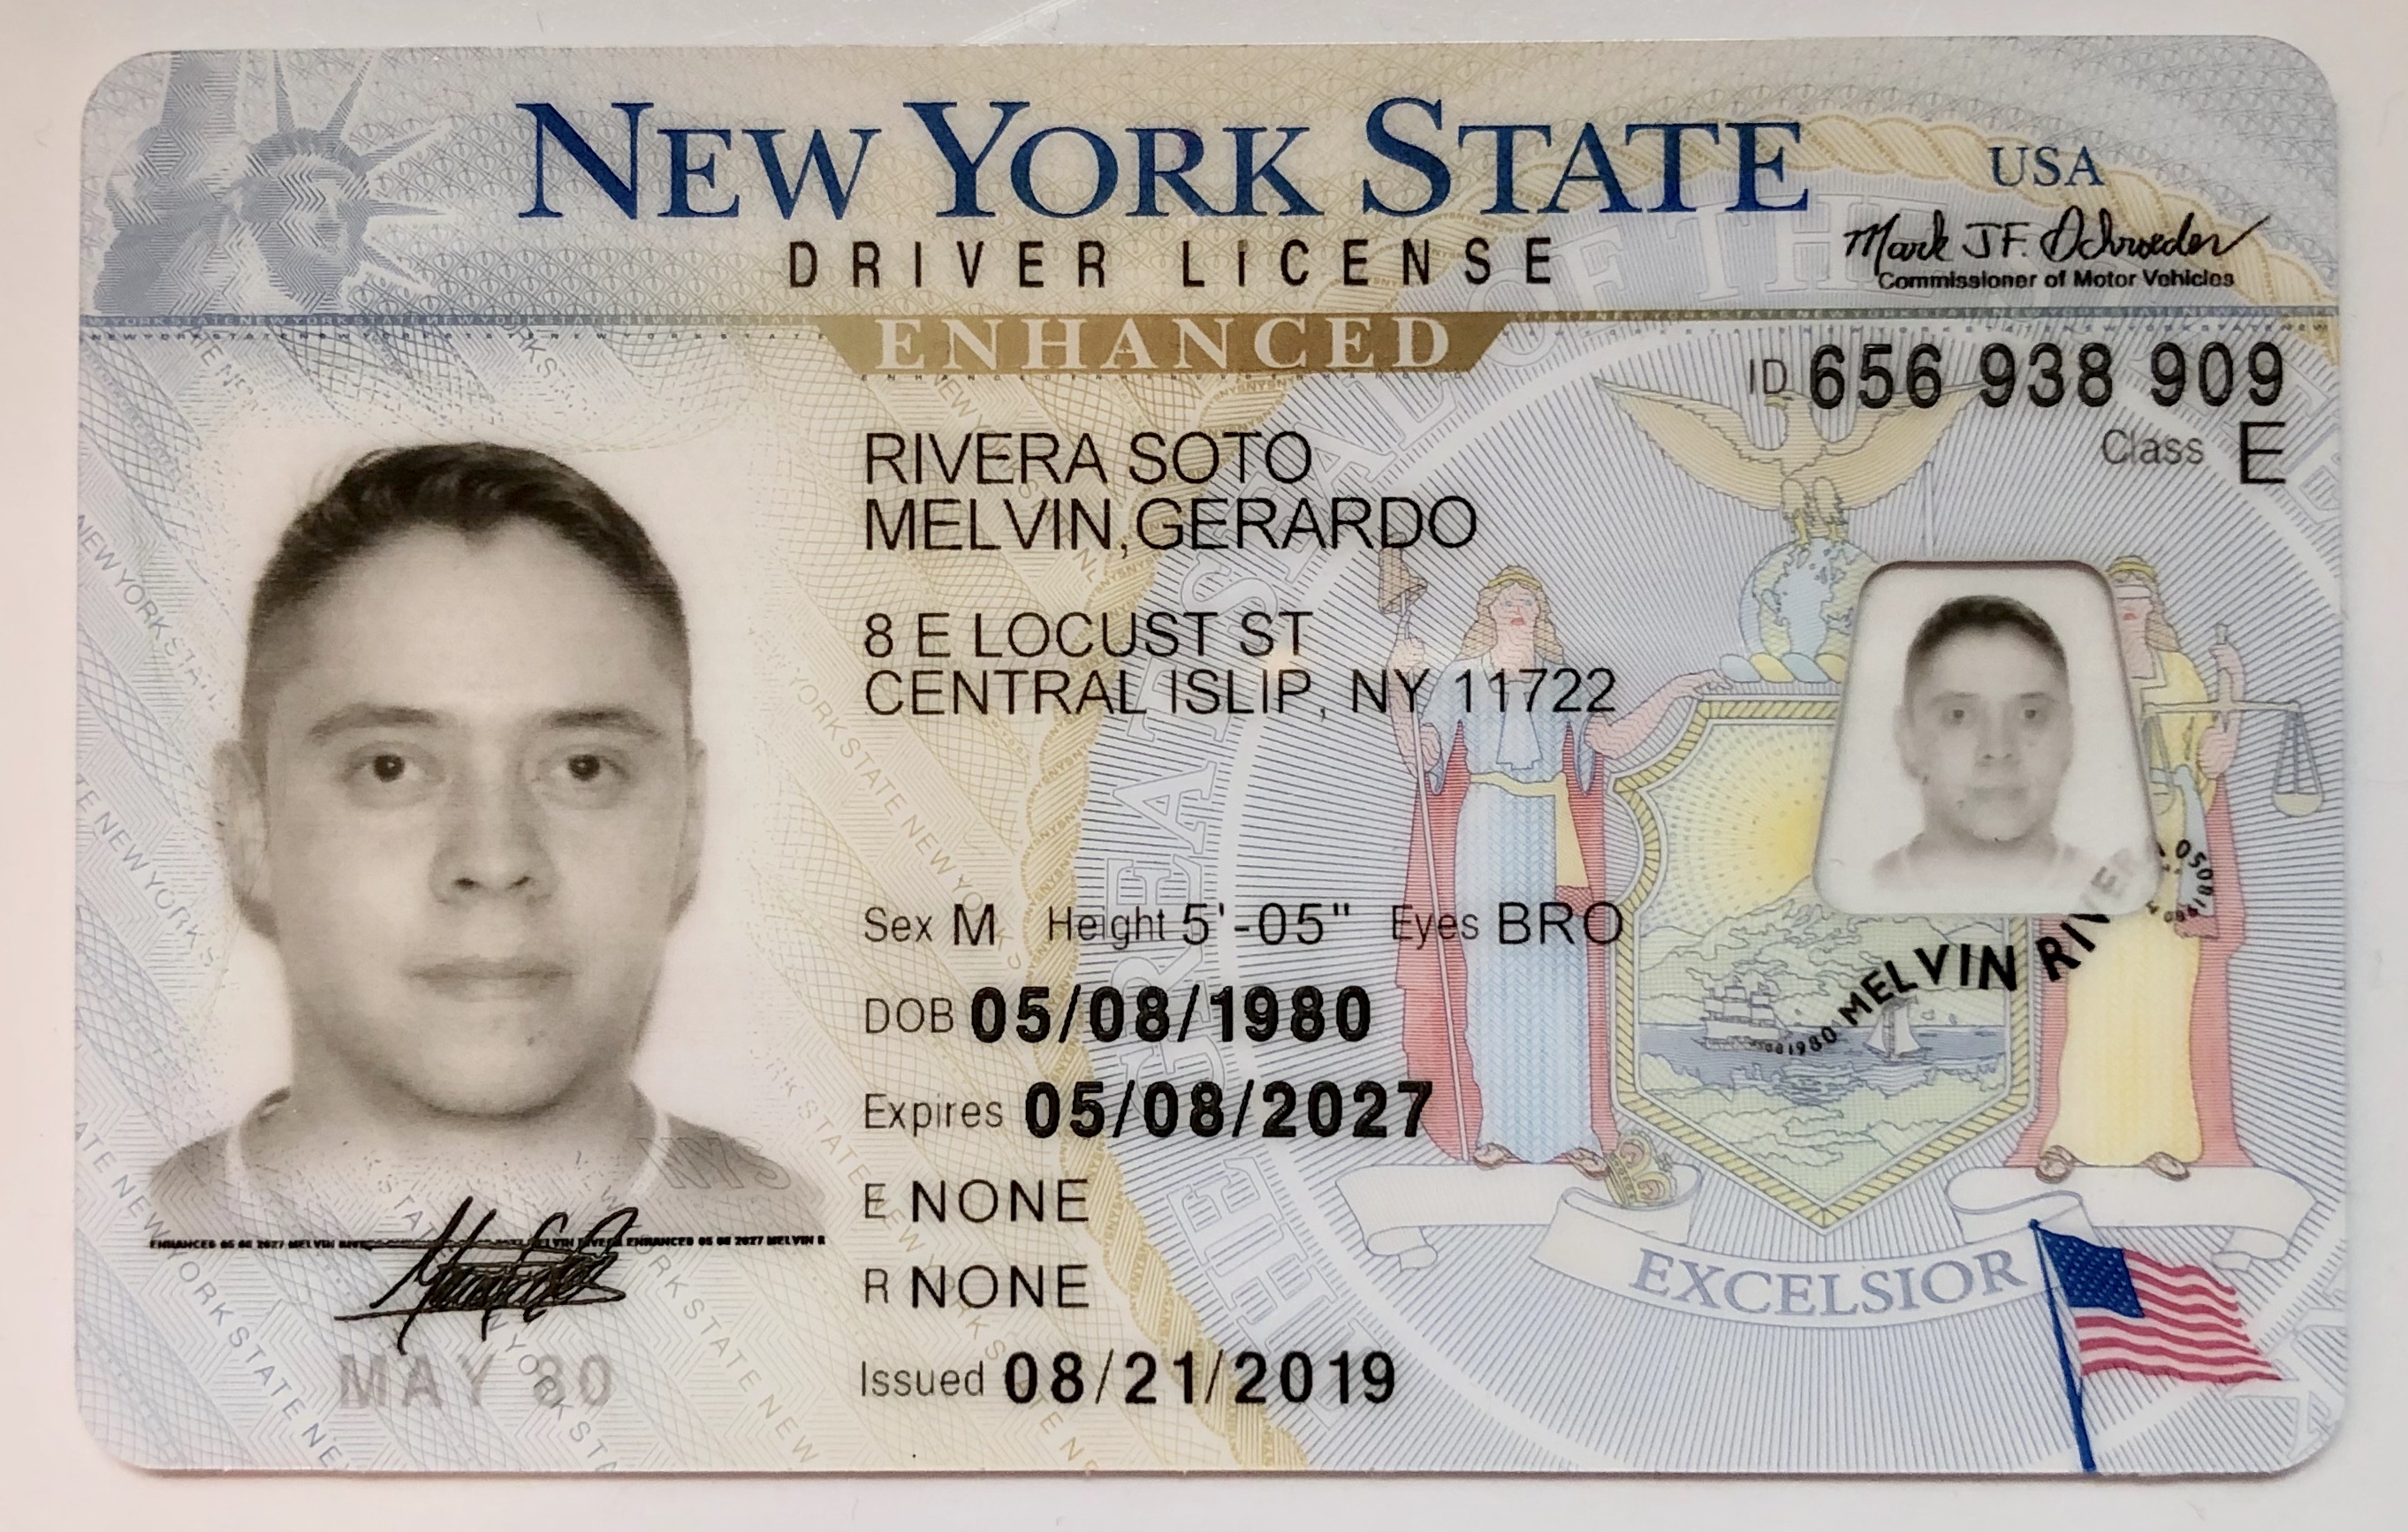 NEW YORK STATE
USA
DRIVER LICENSE
Mark J.F. Schroeder
Commissioner of Motor Vehicles
ENHANCED
ID 656 938 909
Class E
RIVERA SOTO
MELVIN,GERARDO
8 E LOCUST ST
CENTRAL ISLIP, NY 11722
Sex M Height 5'-05" Eyes BRO
DOB 05/08/1980
MELVIN RIVERA
Expires 05/08/2027
E NONE
R NONE
NYS
EXCELSIOR
Issued 08/21/2019
MAY 80